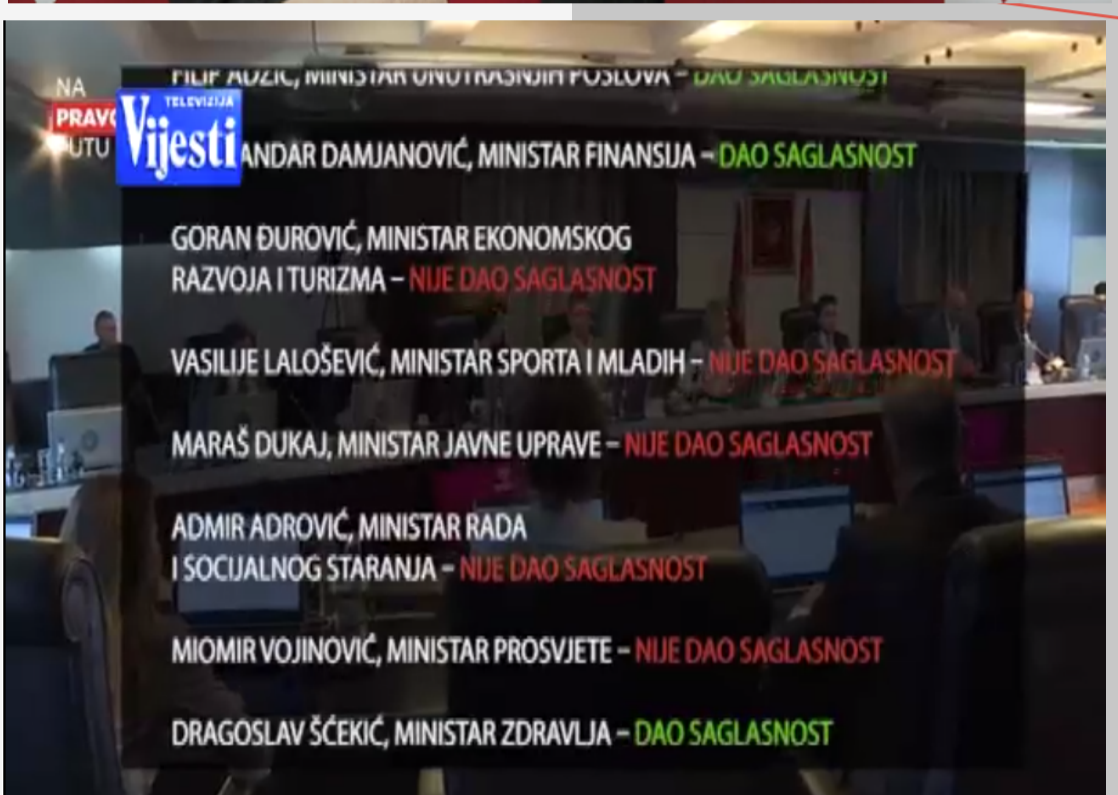 FILIP ADŽIĆ, MINISTAR UNUTRAŠNJIH POSLOVA – DAO SAGLASNOST
NA
PRAVO
PUTU
TELEVIZIJA
Vijesti
ANDAR DAMJANOVIĆ, MINISTAR FINANSIJA – DAO SAGLASNOST
GORAN ĐUROVIĆ, MINISTAR EKONOMSKOG
RAZVOJA I TURIZMA – NIJE DAO SAGLASNOST
VASILIJE LALOŠEVIĆ, MINISTAR SPORTA I MLADIH – NIJE DAO SAGLASNOST
MARAŠ DUKAJ, MINISTAR JAVNE UPRAVE – NIJE DAO SAGLASNOST
ADMIR ADROVIĆ, MINISTAR RADA
I SOCIJALNOG STARANJA – NIJE DAO SAGLASNOST
MIOMIR VOJINOVIĆ, MINISTAR PROSVJETE – NIJE DAO SAGLASNOST
DRAGOSLAV ŠĆEKIĆ, MINISTAR ZDRAVLJA – DAO SAGLASNOST